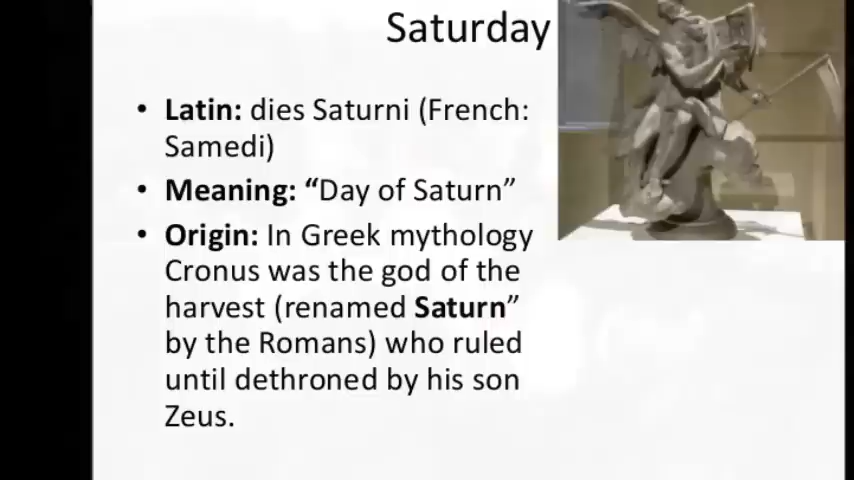 Saturday
• Latin: dies Saturni (French:
Samedi)
• Meaning: “Day of Saturn”
• Origin: In Greek mythology
Cronus was the god of the
harvest (renamed Saturn”
by the Romans) who ruled
until dethroned by his son
Zeus.